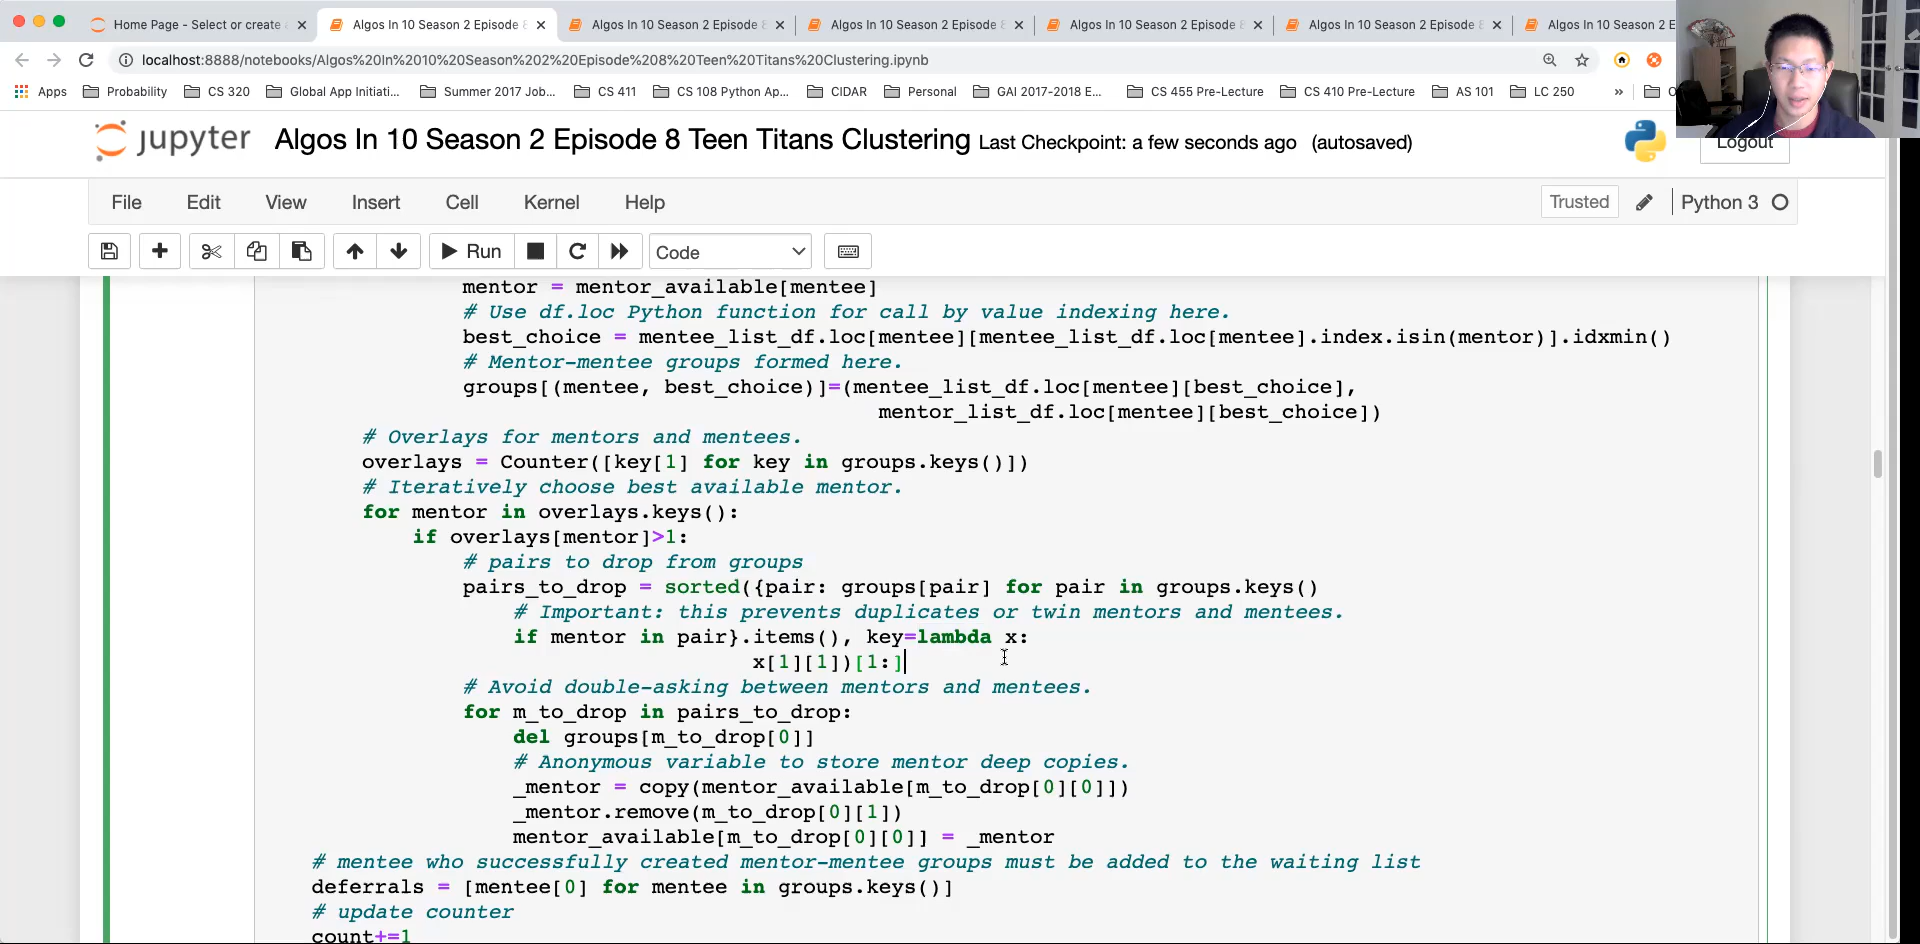 Home Page - Select or create
Algos In 10 Season 2 Episode 8
Algos In 10 Season 2 Episode 8
Algos In 10 Season 2 Episode 8
Algos In 10 Season 2 Episode 8
Algos In 10 Season 2 Episode 8
Algos In 10 Season 2 E
localhost:8888/notebooks/Algos%20In%2010%20Season%202%20Episode%208%20Teen%20Titans%20Clustering.ipynb
Apps Probability CS 320 Global App Initiati... Summer 2017 Job... CS 411 CS 108 Python Ap... CIDAR Personal GAI 2017-2018 E... CS 455 Pre-Lecture CS 410 Pre-Lecture AS 101 LC 250 »
jupyter Algos In 10 Season 2 Episode 8 Teen Titans Clustering Last Checkpoint: a few seconds ago (autosaved)
Logout
File Edit View Insert Cell Kernel Help Trusted Python 3
Run Code
mentor = mentor_available[mentee]
# Use df.loc Python function for call by value indexing here.
best_choice = mentee_list_df.loc[mentee][mentee_list_df.loc[mentee].index.isin(mentor)].idxmin()
# Mentor-mentee groups formed here.
groups[(mentee, best_choice)]=(mentee_list_df.loc[mentee][best_choice],
mentor_list_df.loc[mentee][best_choice])
# Overlays for mentors and mentees.
overlays = Counter([key[1] for key in groups.keys()])
# Iteratively choose best available mentor.
for mentor in overlays.keys():
if overlays[mentor]>1:
# pairs to drop from groups
pairs_to_drop = sorted({pair: groups[pair] for pair in groups.keys()
# Important: this prevents duplicates or twin mentors and mentees.
if mentor in pair}.items(), key=lambda x:
x[1][1])[1:]
# Avoid double-asking between mentors and mentees.
for m_to_drop in pairs_to_drop:
del groups[m_to_drop[0]]
# Anonymous variable to store mentor deep copies.
_mentor = copy(mentor_available[m_to_drop[0][0]])
_mentor.remove(m_to_drop[0][1])
mentor_available[m_to_drop[0][0]] = _mentor
# mentee who successfully created mentor-mentee groups must be added to the waiting list
deferrals = [mentee[0] for mentee in groups.keys()]
# update counter
count+=1